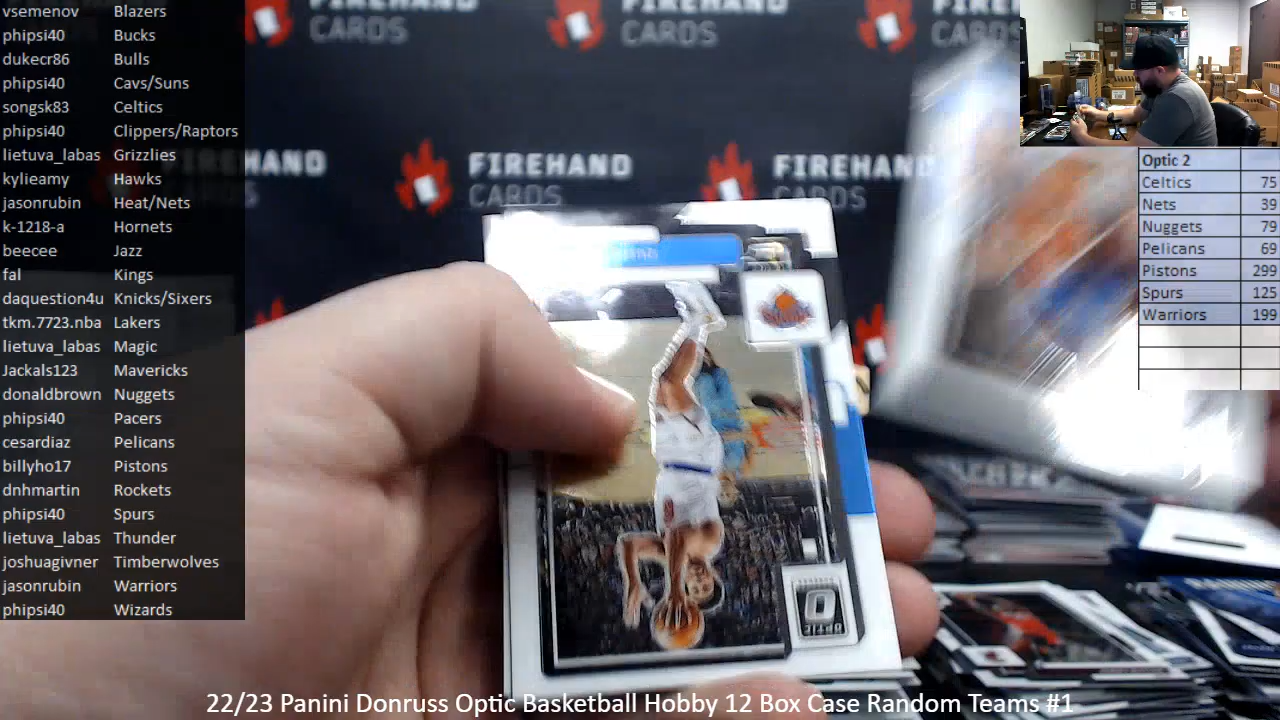 vsemenov Blazers
phipsi40 Bucks
dukecr86 Bulls
phipsi40 Cavs/Suns
songsk83 Celtics
phipsi40 Clippers/Raptors
lietuva_labas Grizzlies
kylieamy Hawks
jasonrubin Heat/Nets
k-1218-a Hornets
beecee Jazz
fal Kings
daquestion4u Knicks/Sixers
tkm.7723.nba Lakers
lietuva_labas Magic
Jackals123 Mavericks
donaldbrown Nuggets
phipsi40 Pacers
cesardiaz Pelicans
billyho17 Pistons
dnhmartin Rockets
phipsi40 Spurs
lietuva_labas Thunder
joshuagivner Timberwolves
jasonrubin Warriors
phipsi40 Wizards
CARDS
CARDS
CARDS
FIREHAND
CARDS
FIREHAND
CARDS
Optic 2
Celtics 75
Nets 39
Nuggets 79
Pelicans 69
Pistons 299
Spurs 125
Warriors 199
22/23 Panini Donruss Optic Basketball Hobby 12 Box Case Random Teams #1